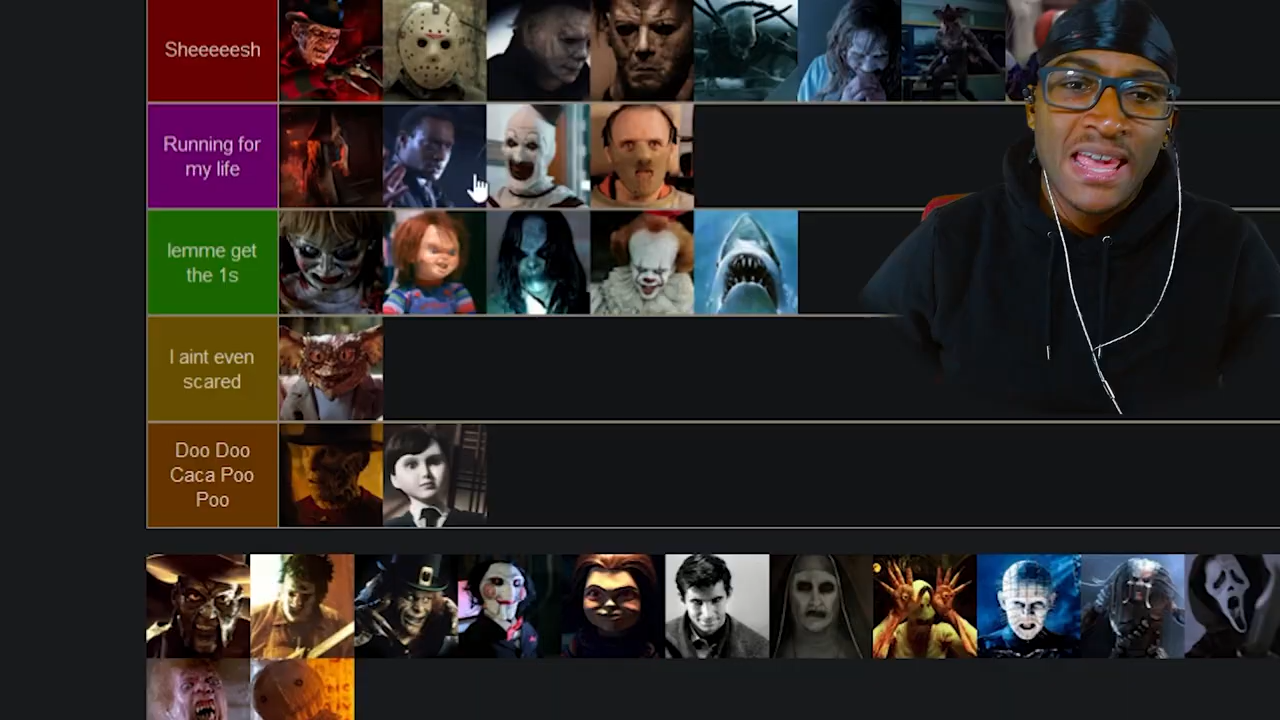 Sheeeeesh
Running for
my life
lemme get
the 1s
I aint even
scared
Doo Doo
Caca Poo
Poo